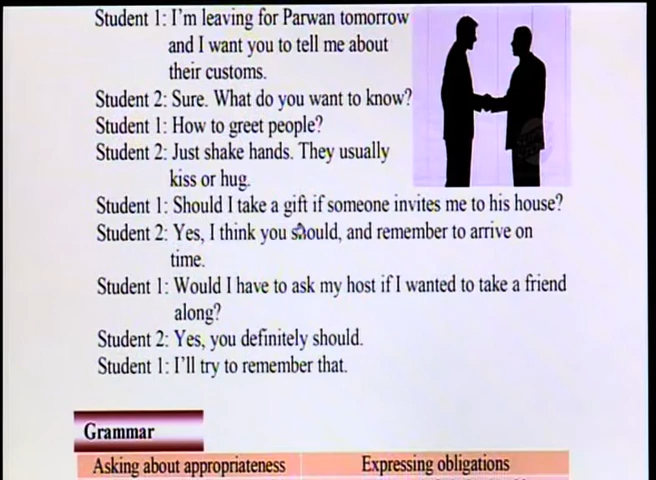 Student 1: I'm leaving for Parwan tomorrow
and I want you to tell me about
their customs.
Student 2: Sure. What do you want to know?
Student 1: How to greet people?
Student 2: Just shake hands. They usually
kiss or hug.
Student 1: Should I take a gift if someone invites me to his house?
Student 2: Yes, I think you should, and remember to arrive on
time.
Student 1: Would I have to ask my host if I wanted to take a friend
along?
Student 2: Yes, you definitely should.
Student 1: I'll try to remember that.
Grammar
Asking about appropriateness
Expressing obligations